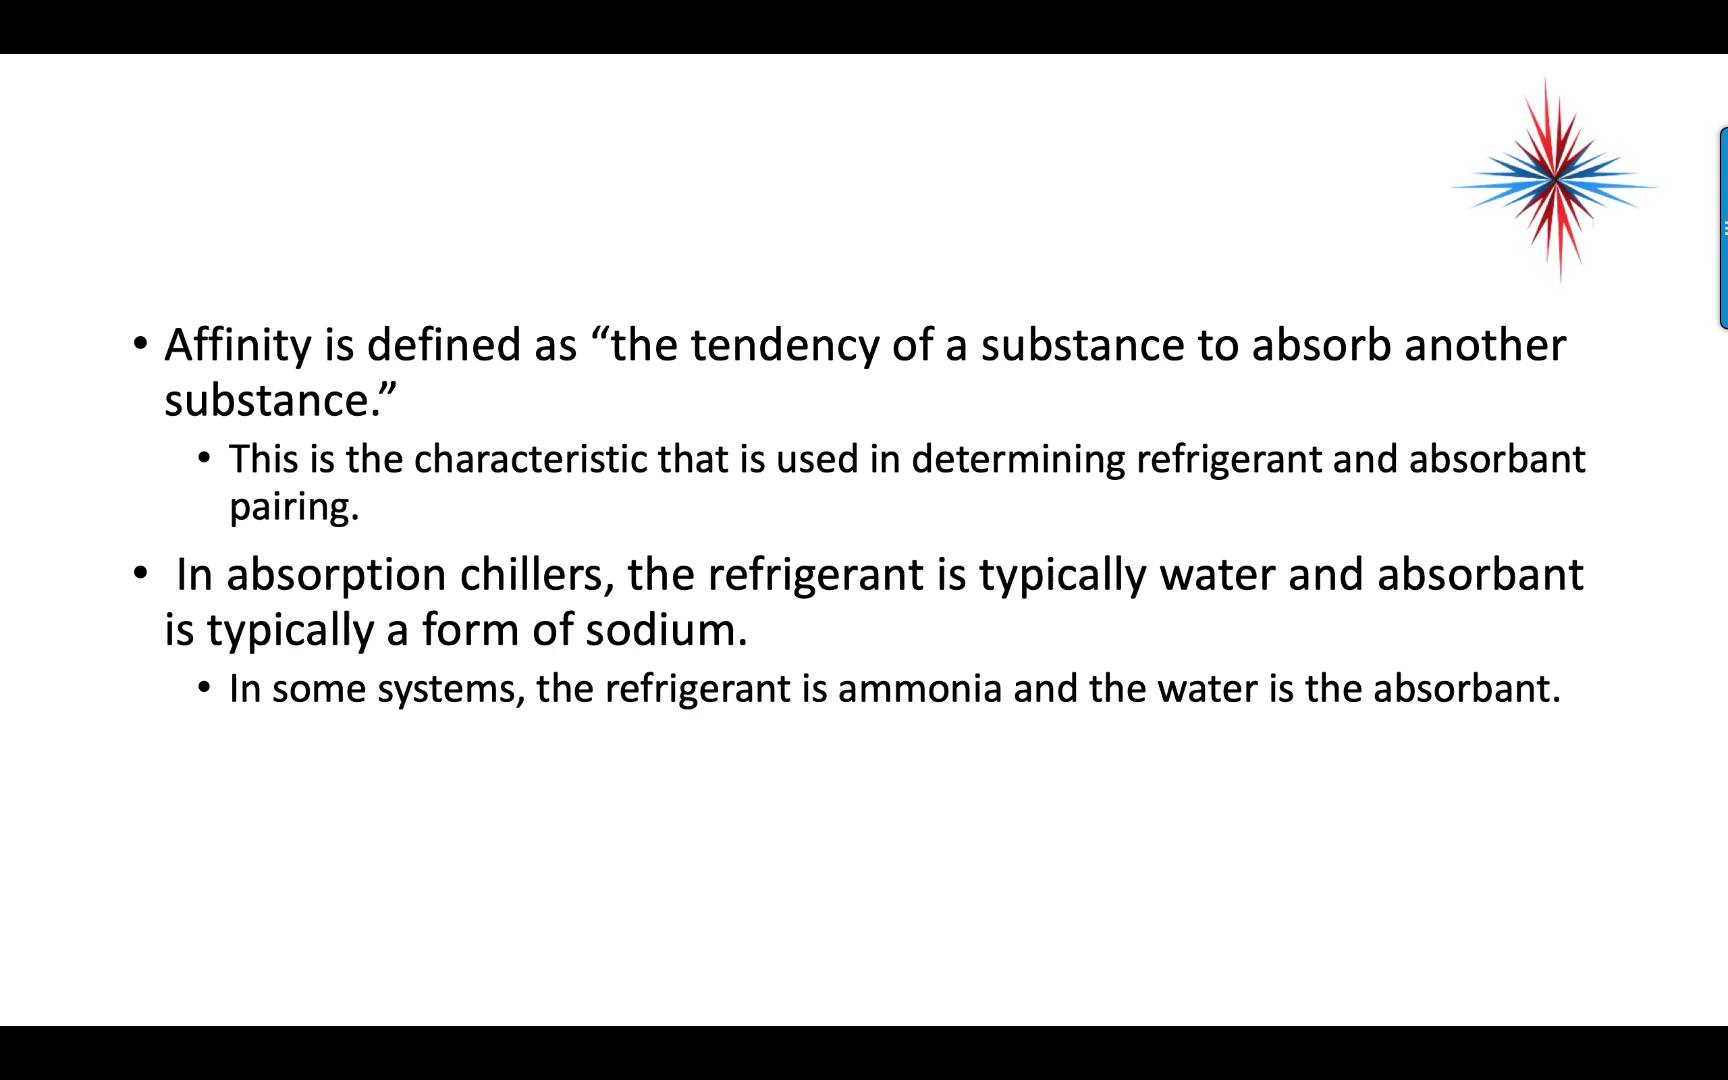 • Affinity is defined as “the tendency of a substance to absorb another
substance.”
• This is the characteristic that is used in determining refrigerant and absorbant
pairing.
• In absorption chillers, the refrigerant is typically water and absorbant
is typically a form of sodium.
• In some systems, the refrigerant is ammonia and the water is the absorbant.